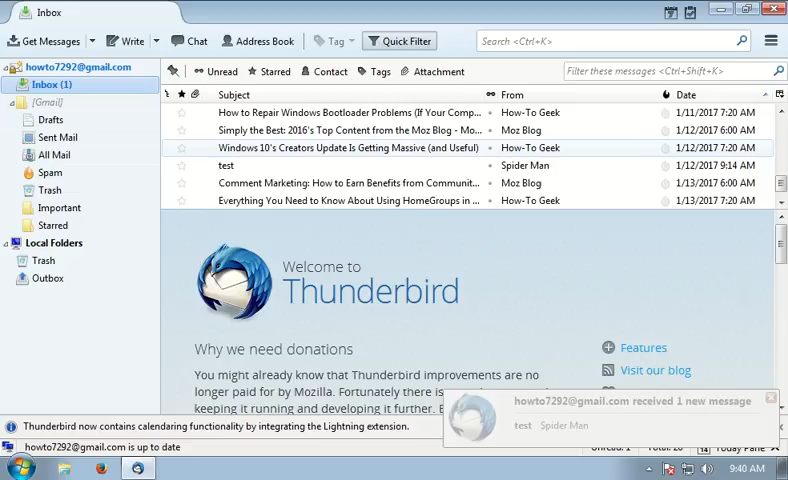 Inbox
Get Messages Write Chat Address Book Tag Quick Filter Search <Ctrl+K>
howto7292@gmail.com Unread Starred Contact Tags Attachment Filter these messages <Ctrl+Shift+K>
Inbox (1)
[Gmail]
Drafts
Sent Mail
All Mail
Spam
Trash
Important
Starred
Local Folders
Trash
Outbox
Subject From Date
How to Repair Windows Bootloader Problems (If Your Comp... How-To Geek 1/11/2017 7:20 AM
Simply the Best: 2016's Top Content from the Moz Blog - Mo... Moz Blog 1/12/2017 6:00 AM
Windows 10's Creators Update Is Getting Massive (and Useful) How-To Geek 1/12/2017 7:20 AM
test Spider Man 1/12/2017 9:14 AM
Comment Marketing: How to Earn Benefits from Communit... Moz Blog 1/13/2017 6:00 AM
Everything You Need to Know About Using HomeGroups in ... How-To Geek 1/13/2017 7:20 AM
Welcome to
Thunderbird
Why we need donations
You might already know that Thunderbird improvements are no
longer paid for by Mozilla. Fortunately there is
keeping it running and developing it further.
Features
Visit our blog
howto7292@gmail.com received 1 new message
test Spider Man
Thunderbird now contains calendaring functionality by integrating the Lightning extension.
howto7292@gmail.com is up to date Unread: 1 Total: 20 14 Today Pane
9:40 AM